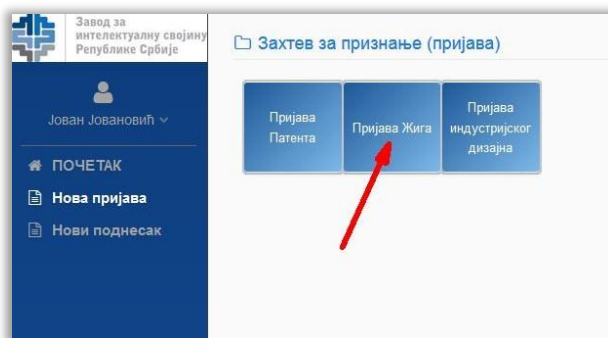 Завод за
интелектуалну својину
Републике Србије
Јован Јовановић
ПОЧЕТАК
Нова пријава
Нови поднесак
Захтев за признање (пријава)
Пријава
Патента
Пријава Жига
Пријава
индустријског
дизајна